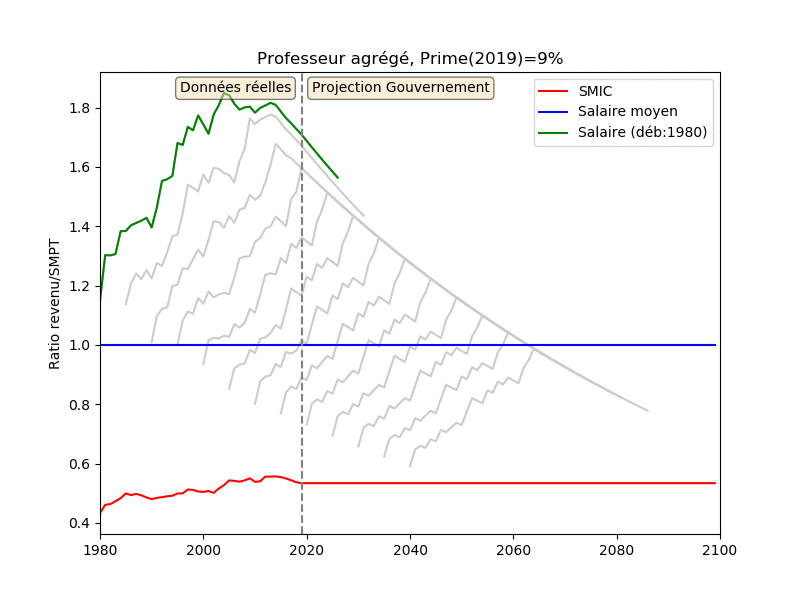 Professeur agrégé, Prime(2019)=9%
Données réelles
Projection Gouvernement
SMIC
Salaire moyen
Salaire (déb:1980)
Ratio revenu/SMPT
1.8
1.6
1.4
1.2
1.0
0.8
0.6
0.4
1980
2000
2020
2040
2060
2080
2100